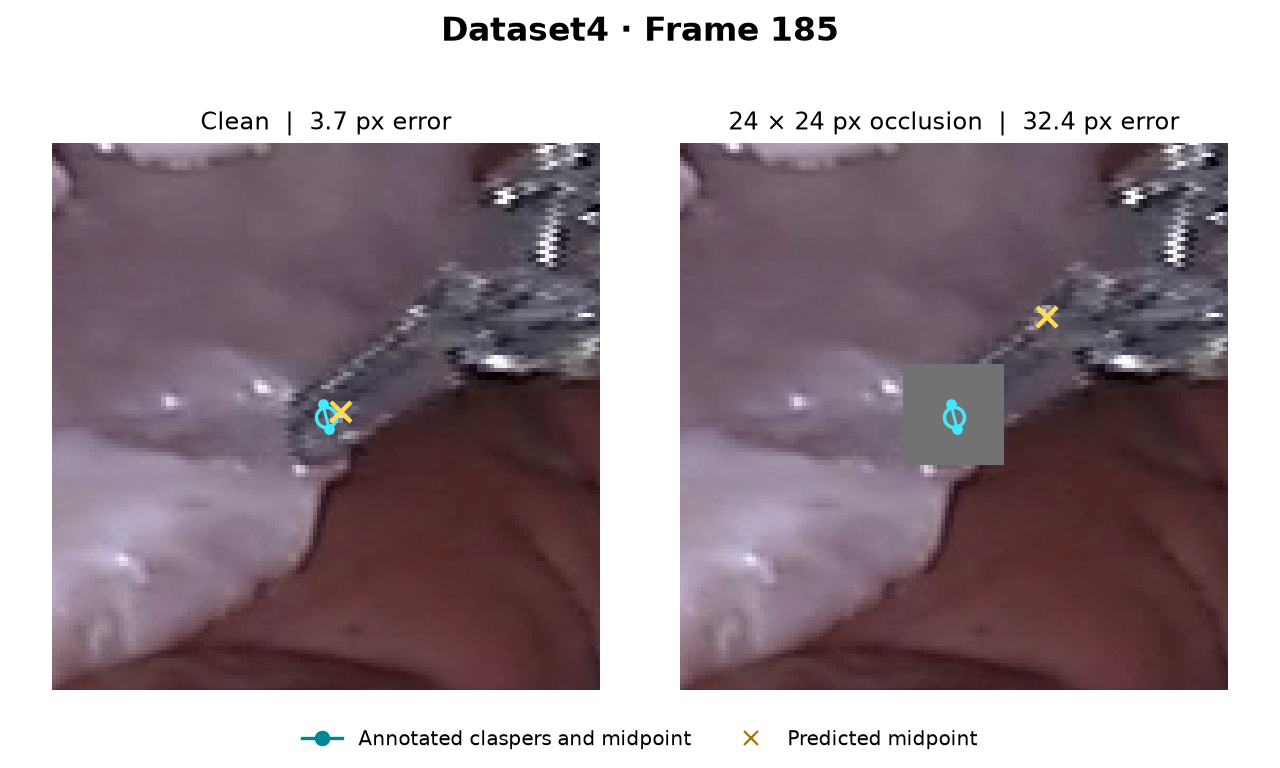 Dataset4 · Frame 185
Clean | 3.7 px error
24 × 24 px occlusion | 32.4 px error
Annotated claspers and midpoint
Predicted midpoint